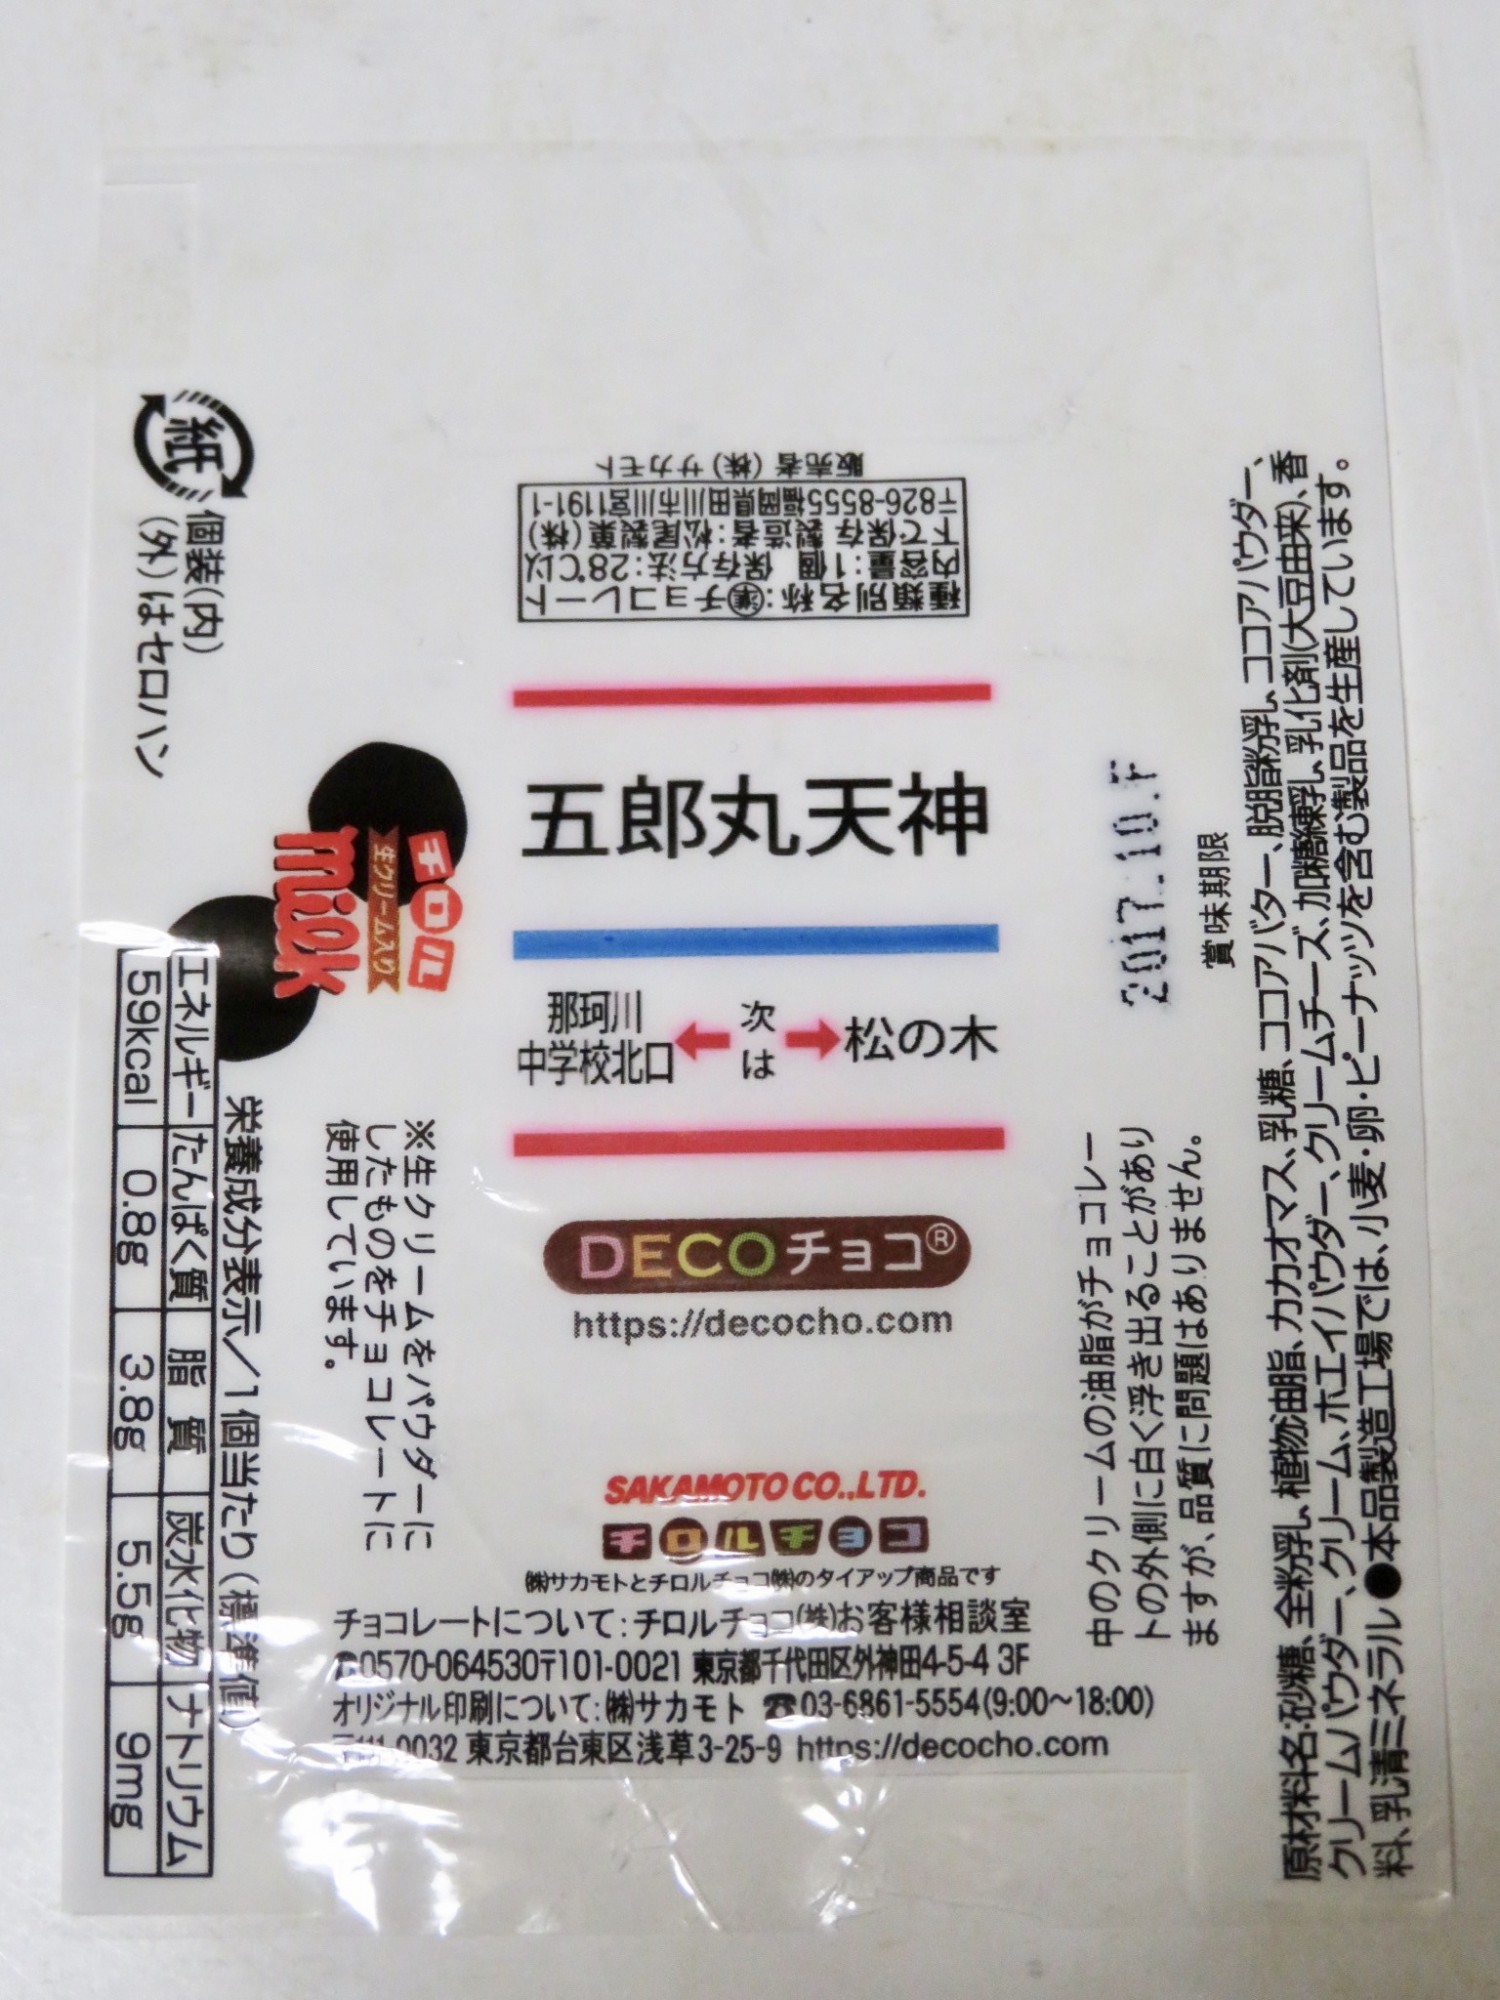 販売者 (株)サカモト
種類別名称:準チョコレート
内容量:1個 保存方法:28℃以
下で保存 製造者:松尾製菓(株)
〒826-8555福岡県田川市川宮1191-1
五郎丸天神
那珂川
中学校北口
次
は
松の木
DECOチョコ®
https://decocho.com
SAKAMOTO CO.,LTD.
チロルチョコ
㈱サカモトとチロルチョコ㈱のタイアップ商品です
チョコレートについて:チロルチョコ(株)お客様相談室
☎0570-064530〒101-0021 東京都千代田区外神田4-5-4 3F
オリジナル印刷について:㈱サカモト ☎03-6861-5554(9:00〜18:00)
〒111-0032 東京都台東区浅草3-25-9 https://decocho.com
紙
個装(内)
(外)はセロハン
チロル
生クリーム入り
milk
※生クリームをパウダーに
したものをチョコレートに
使用しています。
栄養成分表示/1個当たり(標準値)
エネルギー たんぱく質 脂質 炭水化物 ナトリウム
59kcal 0.8g 3.8g 5.5g 9mg
2017.10.F
賞味期限
中のクリームの油脂がチョコレー
トの外側に白く浮き出ることがあり
ますが、品質に問題はありません。
原材料名:砂糖、全粉乳、植物油脂、カカオマス、乳糖、ココアバター、脱脂粉乳、ココアパウダー、
クリームパウダー、クリーム、ホエイパウダー、クリームチーズ、加糖練乳、乳化剤(大豆由来)、香
料、乳清ミネラル ●本品製造工場では、小麦・卵・ピーナッツを含む製品を生産しています。